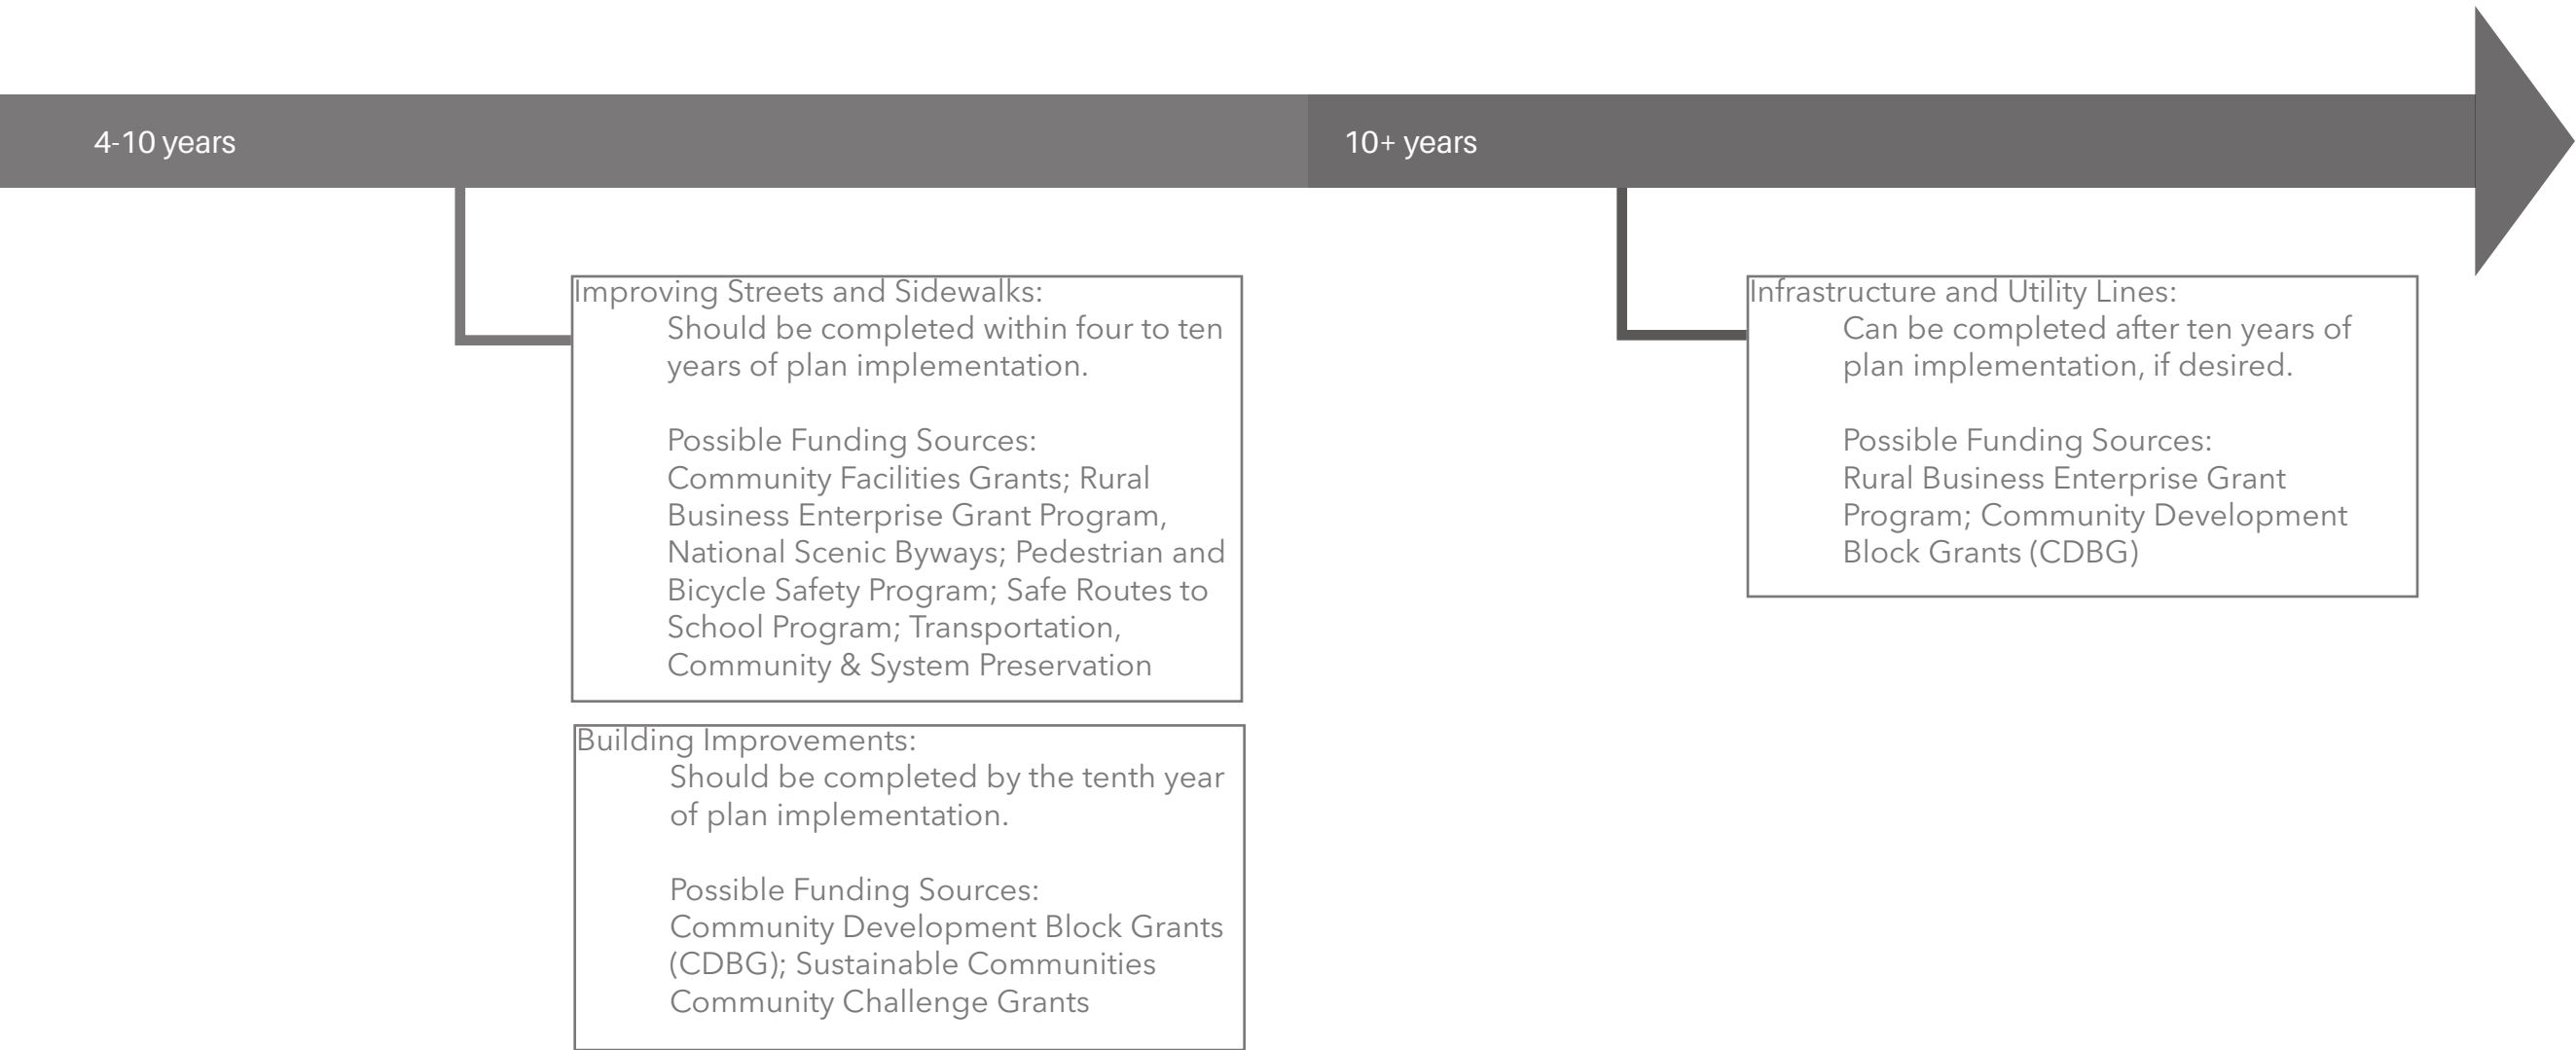 4-10 years
10+ years
Improving Streets and Sidewalks:
Should be completed within four to ten
years of plan implementation.
Possible Funding Sources:
Community Facilities Grants; Rural
Business Enterprise Grant Program,
National Scenic Byways; Pedestrian and
Bicycle Safety Program; Safe Routes to
School Program; Transportation,
Community & System Preservation
Building Improvements:
Should be completed by the tenth year
of plan implementation.
Possible Funding Sources:
Community Development Block Grants
(CDBG); Sustainable Communities
Community Challenge Grants
Infrastructure and Utility Lines:
Can be completed after ten years of
plan implementation, if desired.
Possible Funding Sources:
Rural Business Enterprise Grant
Program; Community Development
Block Grants (CDBG)